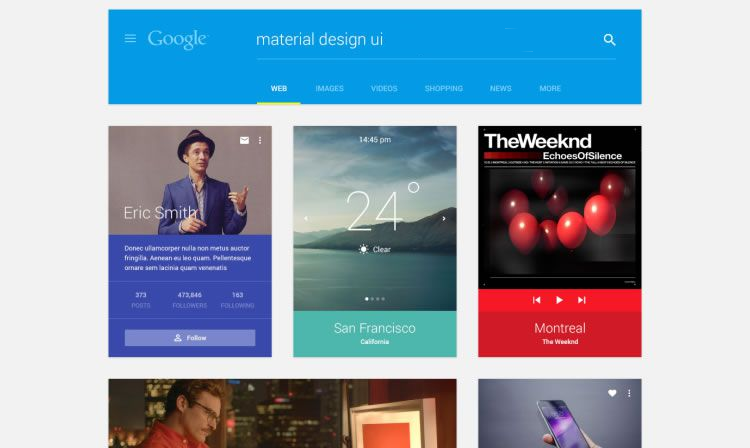 Google
material design ui
WEB IMAGES VIDEOS SHOPPING NEWS MORE
Eric Smith
Donec ullamcorper nulla non metus auctor
fringilla. Aenean eu leo quam. Pellentesque
ornare sem lacinia quam venenatis
373 473,846 163
POSTS FOLLOWERS FOLLOWING
Follow
14:45 pm
24°
Clear
San Francisco
California
TheWeeknd
EchoesOfSilence
Montreal
The Weeknd